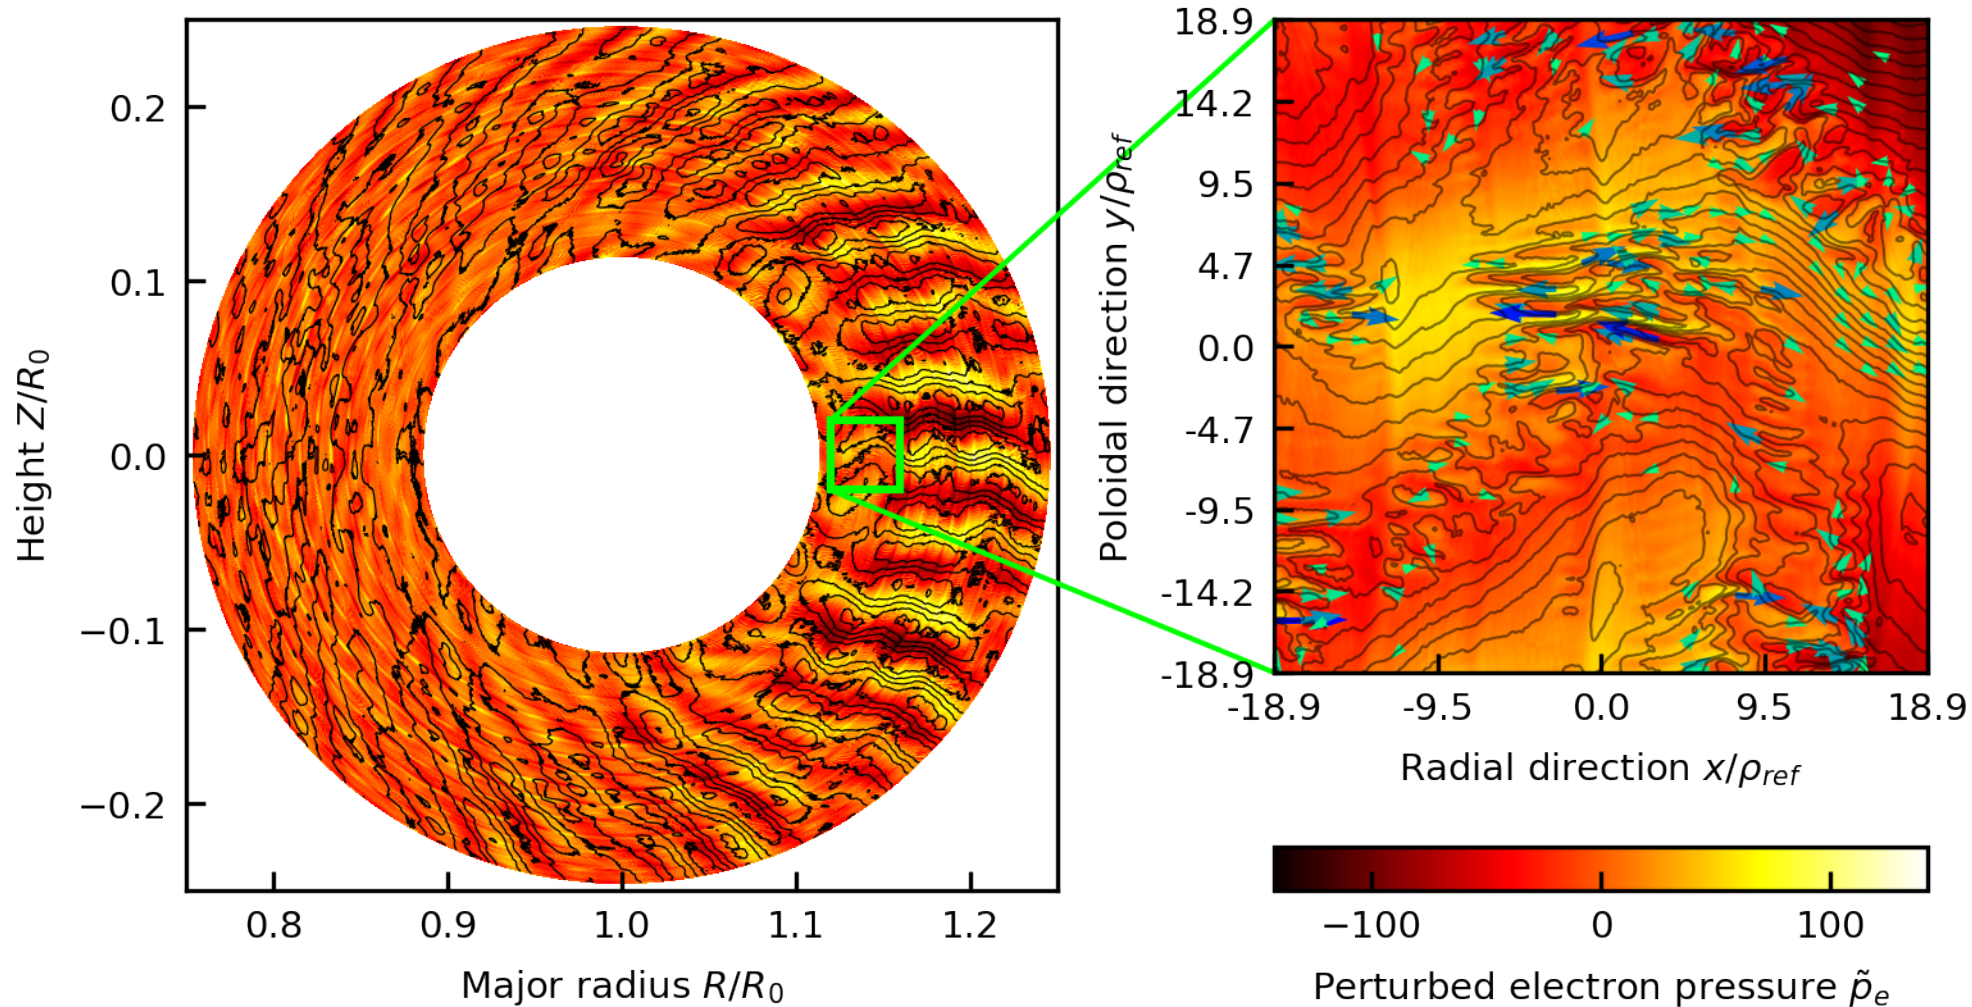 0.2
0.1
0.0
−0.1
−0.2
Height Z/R₀
0.8 0.9 1.0 1.1 1.2
Major radius R/R₀
18.9
14.2
9.5
4.7
0.0
-4.7
-9.5
-14.2
-18.9
Poloidal direction y/ρ_ref
-18.9 -9.5 0.0 9.5 18.9
Radial direction x/ρ_ref
−100 0 100
Perturbed electron pressure p̃ₑ